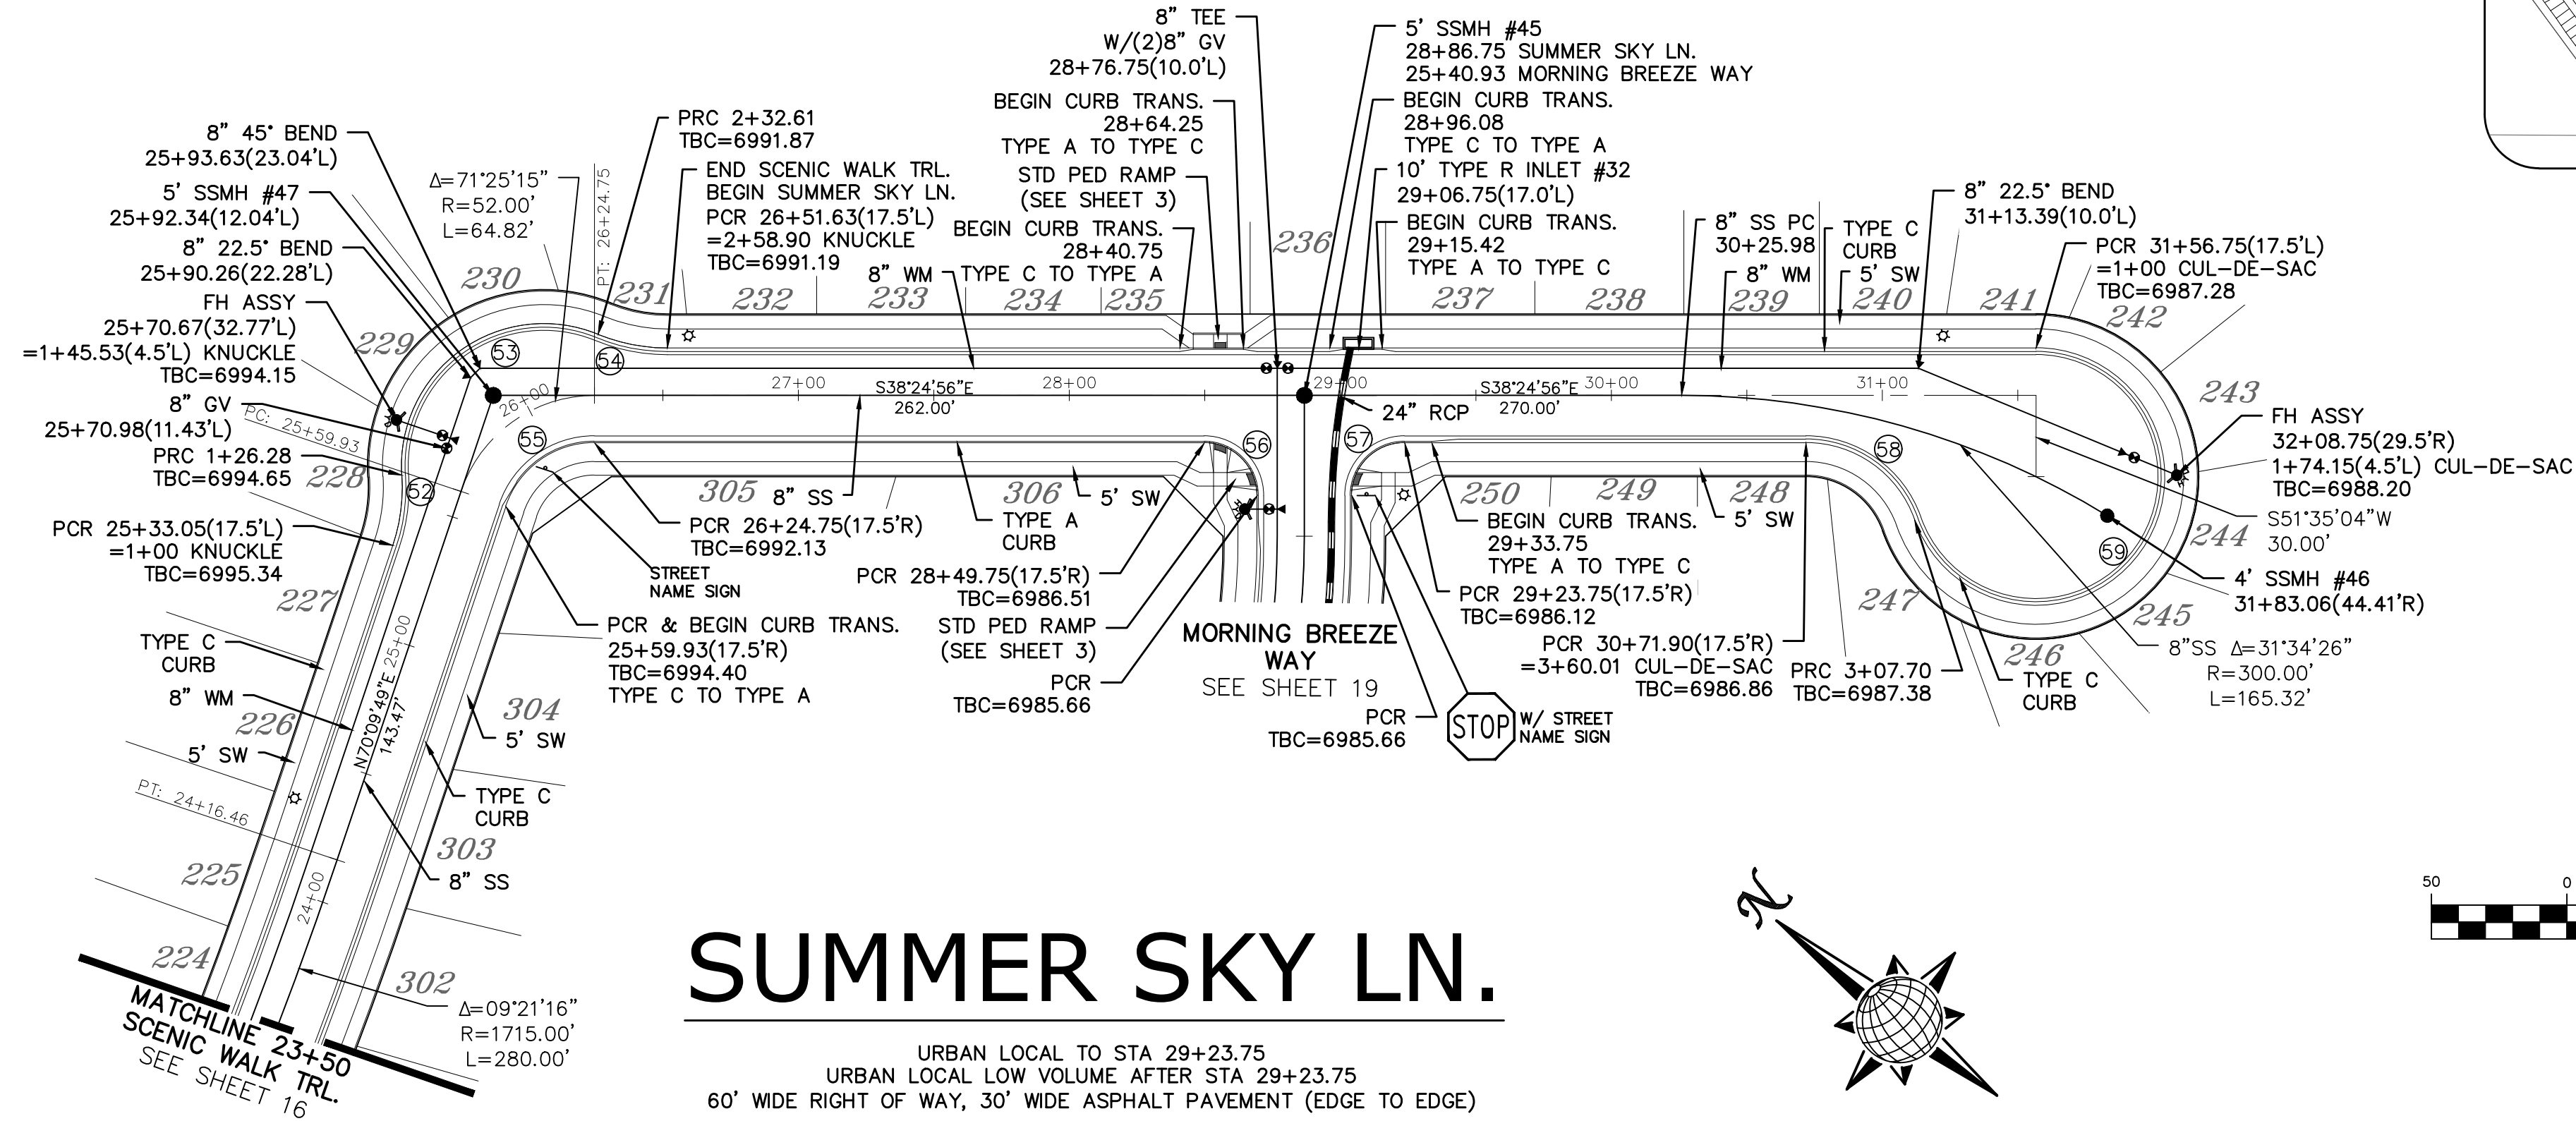 8” TEE
W/(2)8” GV
28+76.75(10.0’L)
BEGIN CURB TRANS.
28+64.25
TYPE A TO TYPE C
STD PED RAMP
(SEE SHEET 3)
BEGIN CURB TRANS.
28+40.75
TYPE C TO TYPE A
5’ SSMH #45
28+86.75 SUMMER SKY LN.
25+40.93 MORNING BREEZE WAY
BEGIN CURB TRANS.
28+96.08
TYPE C TO TYPE A
10’ TYPE R INLET #32
29+06.75(17.0’L)
BEGIN CURB TRANS.
29+15.42
TYPE A TO TYPE C
8” 45° BEND
25+93.63(23.04’L)
5’ SSMH #47
25+92.34(12.04’L)
8” 22.5° BEND
25+90.26(22.28’L)
FH ASSY
25+70.67(32.77’L)
=1+45.53(4.5’L) KNUCKLE
TBC=6994.15
8” GV
25+70.98(11.43’L)
PC: 25+59.93
PRC 1+26.28
TBC=6994.65
PCR 25+33.05(17.5’L)
=1+00 KNUCKLE
TBC=6995.34
Δ=71°25’15”
R=52.00’
L=64.82’
PT: 26+24.75
PRC 2+32.61
TBC=6991.87
END SCENIC WALK TRL.
BEGIN SUMMER SKY LN.
PCR 26+51.63(17.5’L)
=2+58.90 KNUCKLE
TBC=6991.19
8” WM
8” SS PC
30+25.98
8” WM
TYPE C
CURB
5’ SW
8” 22.5° BEND
31+13.39(10.0’L)
PCR 31+56.75(17.5’L)
=1+00 CUL-DE-SAC
TBC=6987.28
230
231
232
233
234
235
236
237
238
239
240
241
242
243
244
245
246
247
248
249
250
229
228
227
226
225
224
302
303
304
305
306
52
53
54
55
56
57
58
59
26+00
27+00
28+00
29+00
30+00
31+00
S38°24’56”E
262.00’
S38°24’56”E
270.00’
24” RCP
FH ASSY
32+08.75(29.5’R)
1+74.15(4.5’L) CUL-DE-SAC
TBC=6988.20
S51°35’04”W
30.00’
4’ SSMH #46
31+83.06(44.41’R)
8”SS Δ=31°34’26”
R=300.00’
L=165.32’
8” SS
5’ SW
PCR 26+24.75(17.5’R)
TBC=6992.13
STREET
NAME SIGN
TYPE A
CURB
PCR & BEGIN CURB TRANS.
25+59.93(17.5’R)
TBC=6994.40
TYPE C TO TYPE A
PCR 28+49.75(17.5’R)
TBC=6986.51
STD PED RAMP
(SEE SHEET 3)
PCR
TBC=6985.66
MORNING BREEZE
WAY
SEE SHEET 19
PCR
TBC=6985.66
STOP
W/ STREET
NAME SIGN
BEGIN CURB TRANS.
29+33.75
TYPE A TO TYPE C
5’ SW
PCR 29+23.75(17.5’R)
TBC=6986.12
PCR 30+71.90(17.5’R)
=3+60.01 CUL-DE-SAC
TBC=6986.86
PRC 3+07.70
TBC=6987.38
TYPE C
CURB
TYPE C
CURB
8” WM
5’ SW
PT: 24+16.46
N70°09’49”E
143.47’
25+00
24+00
5’ SW
TYPE C
CURB
8” SS
Δ=09°21’16”
R=1715.00’
L=280.00’
MATCHLINE 23+50
SCENIC WALK TRL.
SEE SHEET 16
SUMMER SKY LN.
URBAN LOCAL TO STA 29+23.75
URBAN LOCAL LOW VOLUME AFTER STA 29+23.75
60’ WIDE RIGHT OF WAY, 30’ WIDE ASPHALT PAVEMENT (EDGE TO EDGE)
N
50
0